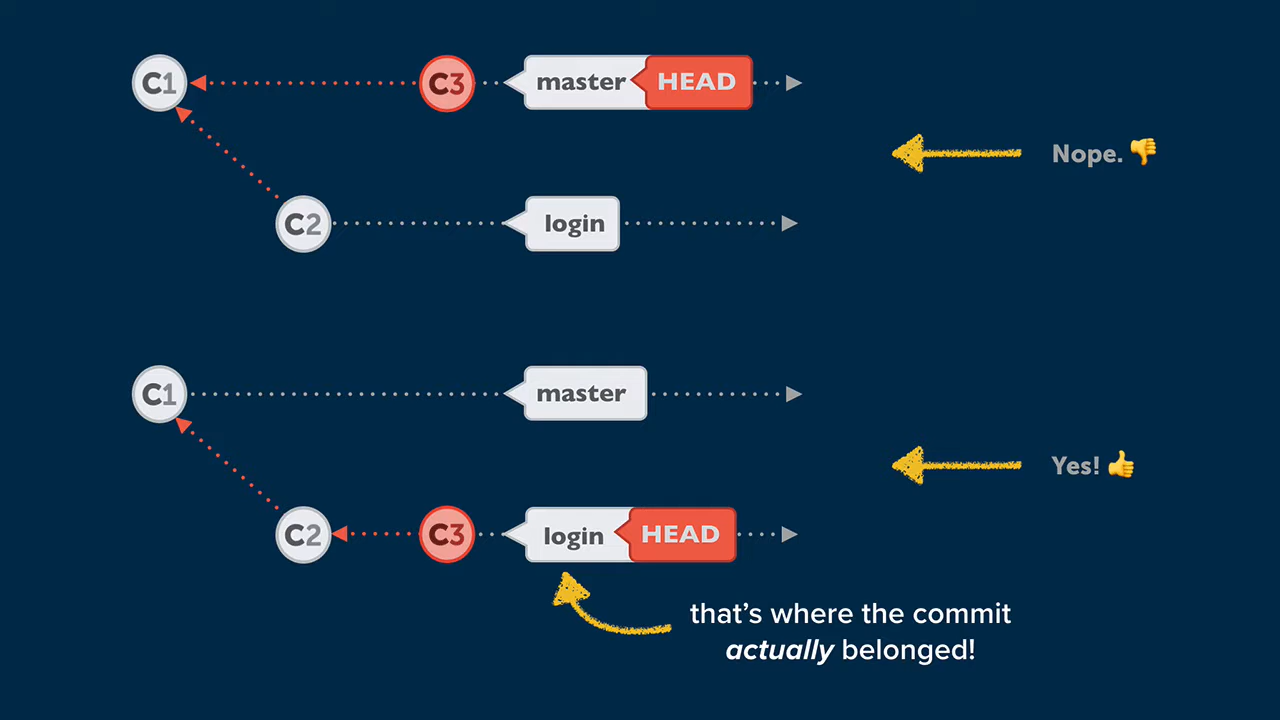 C1
C3
master
HEAD
Nope. 👎
C2
login
C1
master
Yes! 👍
C2
C3
login
HEAD
that's where the commit
actually belonged!